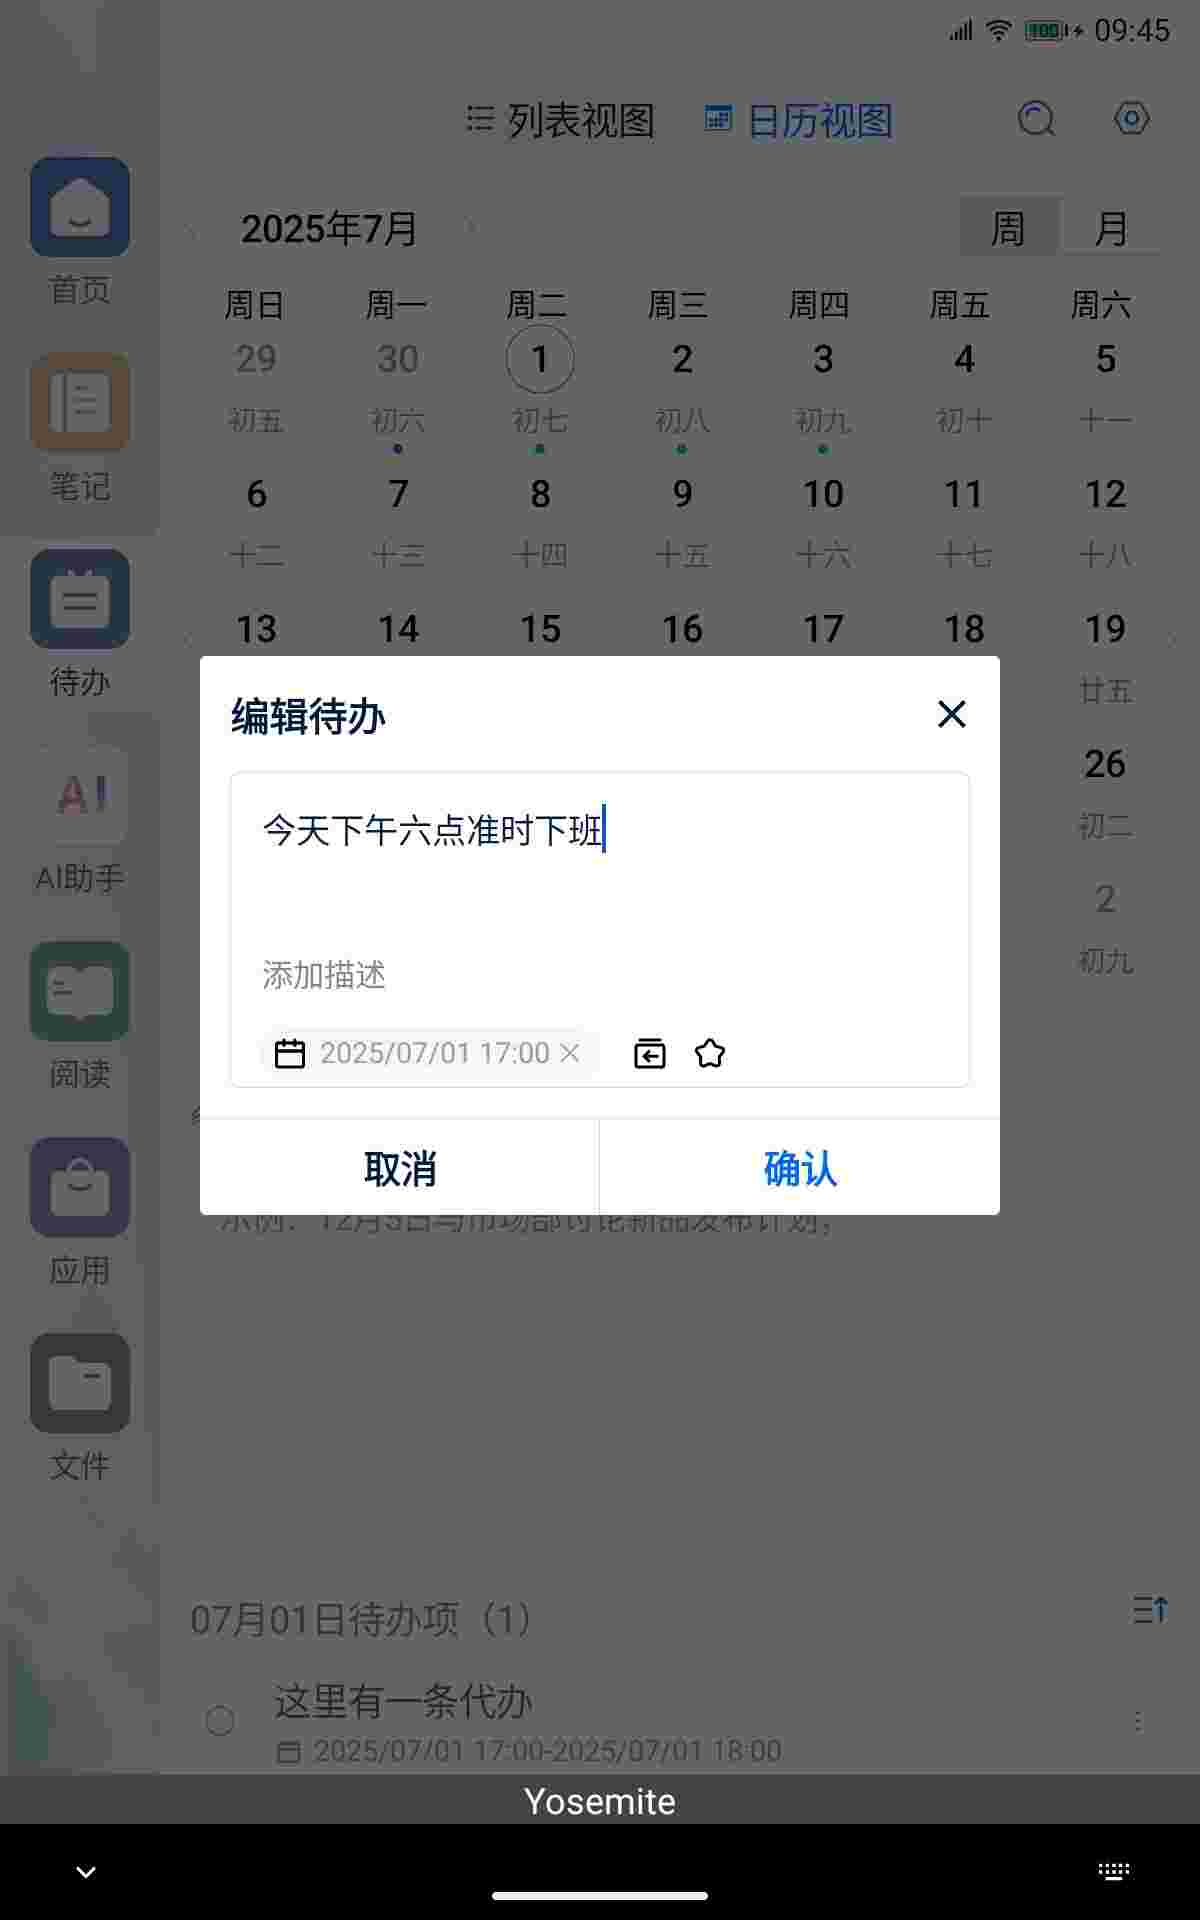 09:45
列表视图 日历视图
2025年7月 周 月
周日 周一 周二 周三 周四 周五 周六
29 30 1 2 3 4 5
初五 初六 初七 初八 初九 初十 十一
6 7 8 9 10 11 12
十二 十三 十四 十五 十六 十七 十八
13 14 15 16 17 18 19
廿五
26
初二
2
初九
首页
笔记
待办
AI
AI助手
阅读
应用
文件
编辑待办
今天下午六点准时下班
添加描述
2025/07/01 17:00
取消 确认
示例：12月3日与市场部讨论新品发布计划；
07月01日待办项（1）
这里有一条代办
2025/07/01 17:00-2025/07/01 18:00
Yosemite